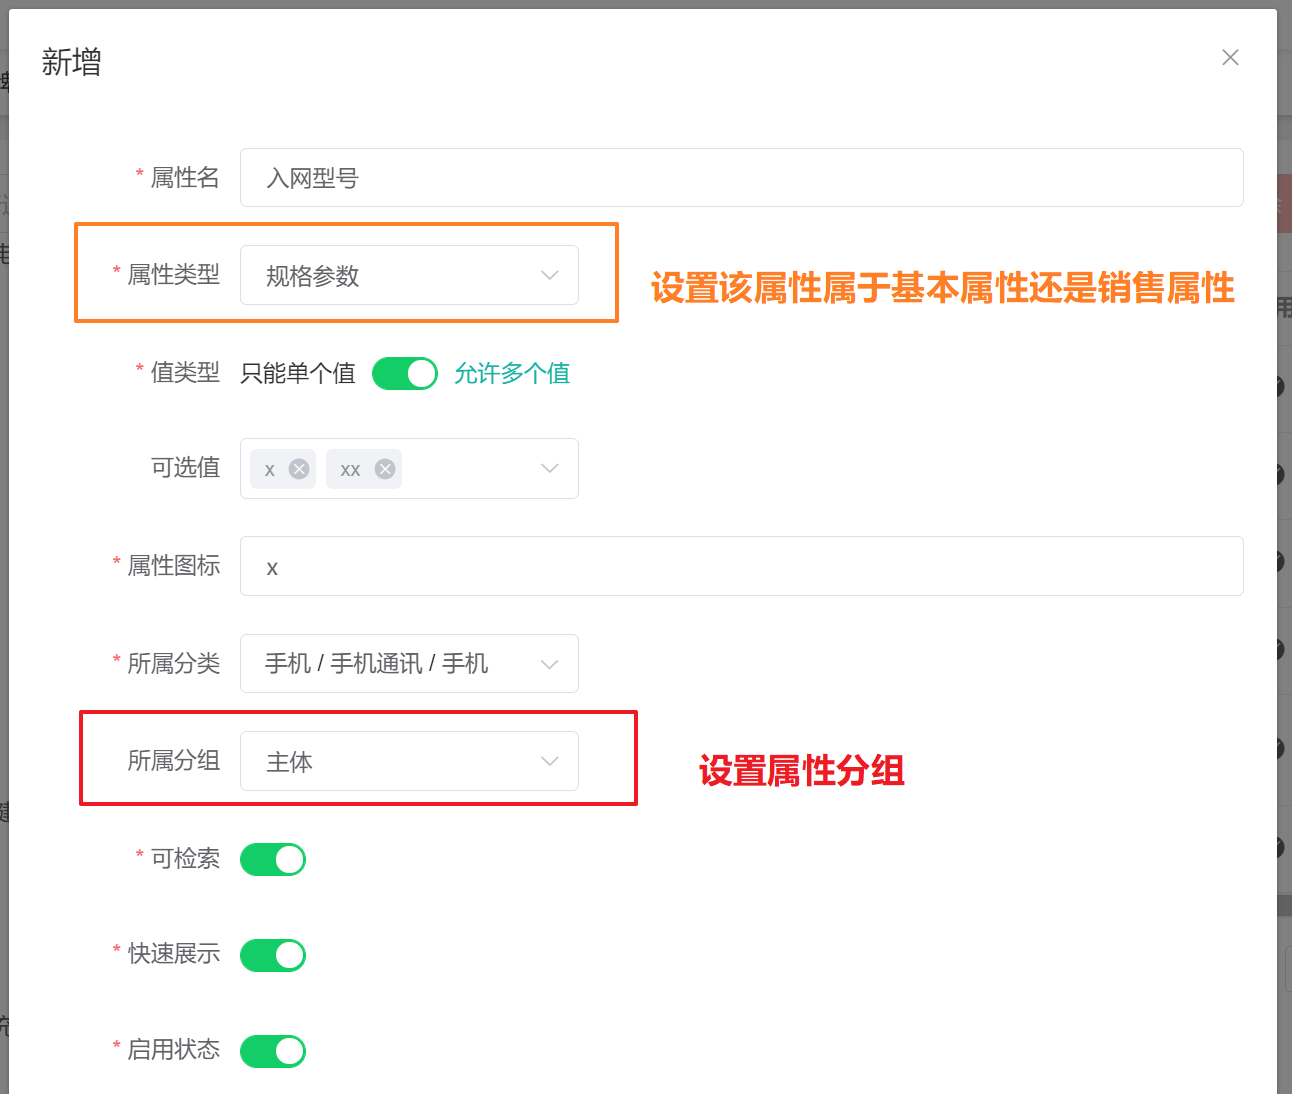 新增
* 属性名 入网型号
* 属性类型 规格参数
设置该属性属于基本属性还是销售属性
* 值类型 只能单个值 允许多个值
可选值 x xx
* 属性图标 x
* 所属分类 手机 / 手机通讯 / 手机
所属分组 主体
设置属性分组
* 可检索
* 快速展示
* 启用状态